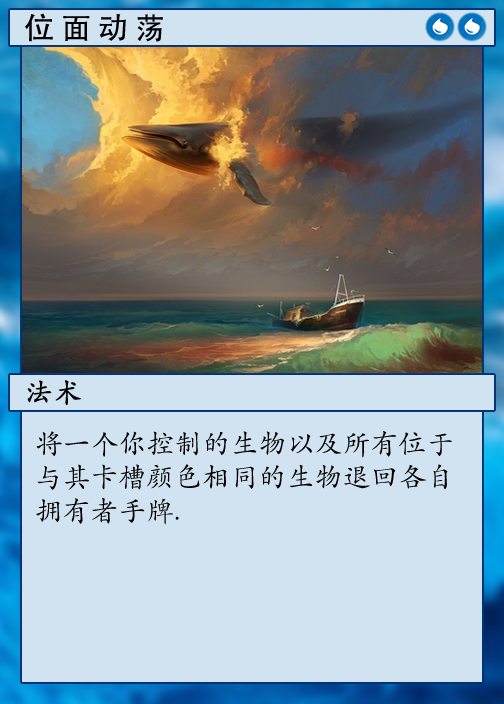 位面动荡
法术
将一个你控制的生物以及所有位于
与其卡槽颜色相同的生物退回各自
拥有者手牌.